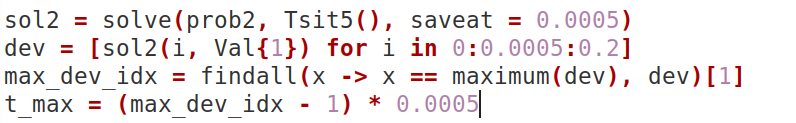 sol2 = solve(prob2, Tsit5(), saveat = 0.0005)
dev = [sol2(i, Val{1}) for i in 0:0.0005:0.2]
max_dev_idx = findall(x -> x == maximum(dev), dev)[1]
t_max = (max_dev_idx - 1) * 0.0005